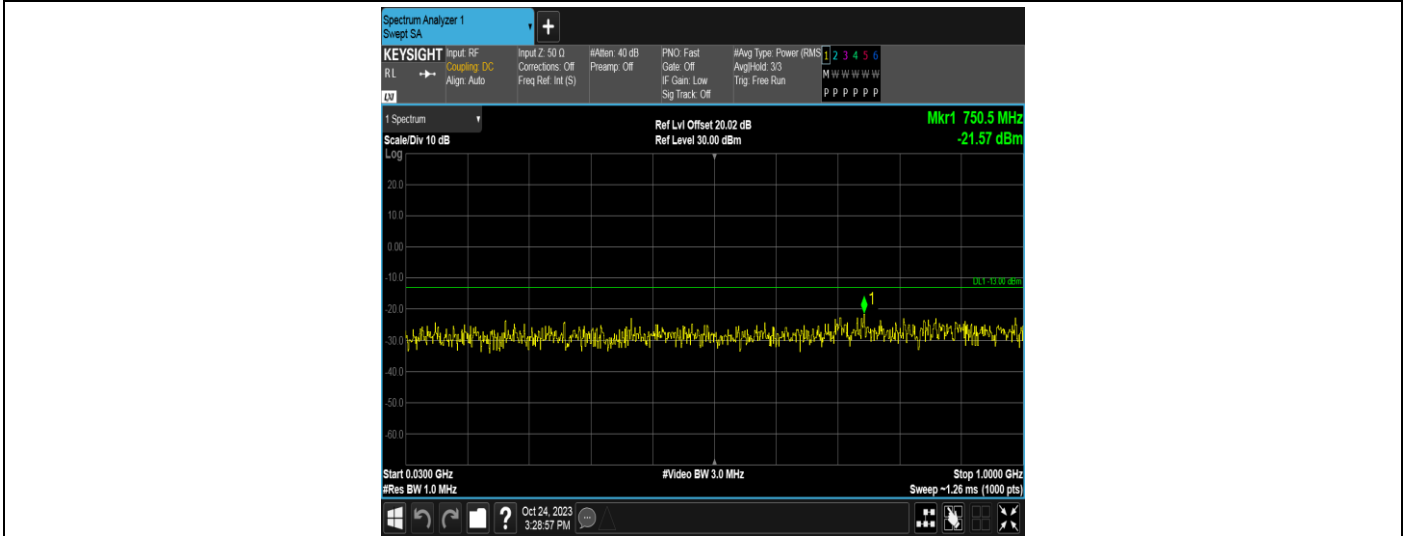 Spectrum Analyzer 1
Swept SA
+
KEYSIGHT Input: RF Input Z: 50 Ω #Atten: 40 dB PNO: Fast #Avg Type: Power (RMS 1 2 3 4 5 6
RL Coupling: DC Corrections: Off Preamp: Off Gate: Off Avg|Hold: 3/3 M W W W W W
Align: Auto Freq Ref: Int (S) IF Gain: Low Trig: Free Run
LXI Sig Track: Off P P P P P P
1 Spectrum Ref Lvl Offset 20.02 dB Mkr1 750.5 MHz
Scale/Div 10 dB Ref Level 30.00 dBm -21.57 dBm
Log
20.0
10.0
0.00
-10.0
DL1 -13.00 dBm
1
-20.0
-30.0
-40.0
-50.0
-60.0
Start 0.0300 GHz #Video BW 3.0 MHz Stop 1.0000 GHz
#Res BW 1.0 MHz Sweep ~1.26 ms (1000 pts)
? Oct 24, 2023
3:28:57 PM